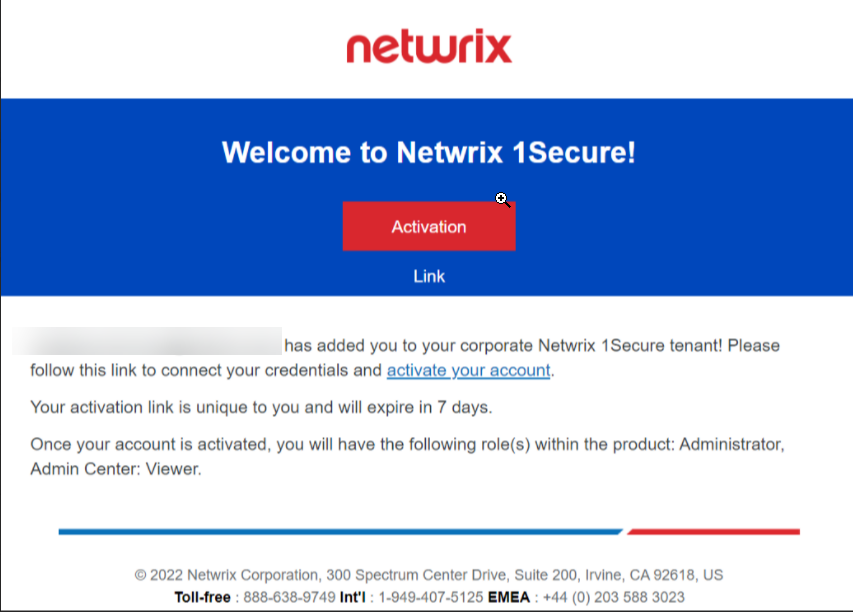 netwrix
Welcome to Netwrix 1Secure!
Activation
Link
has added you to your corporate Netwrix 1Secure tenant! Please
follow this link to connect your credentials and activate your account.
Your activation link is unique to you and will expire in 7 days.
Once your account is activated, you will have the following role(s) within the product: Administrator,
Admin Center: Viewer.
© 2022 Netwrix Corporation, 300 Spectrum Center Drive, Suite 200, Irvine, CA 92618, US
Toll-free : 888-638-9749 Int'l : 1-949-407-5125 EMEA : +44 (0) 203 588 3023